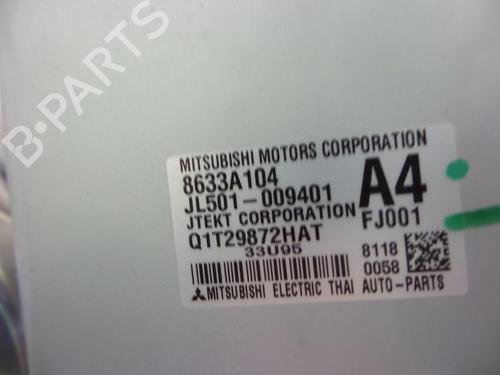 B-PARTS
MITSUBISHI MOTORS CORPORATION
8633A104
A4
JL501-009401
JTEKT CORPORATION
FJ001
Q1T29872HAT
33U95
8118
0058
MITSUBISHI ELECTRIC THAI AUTO-PARTS